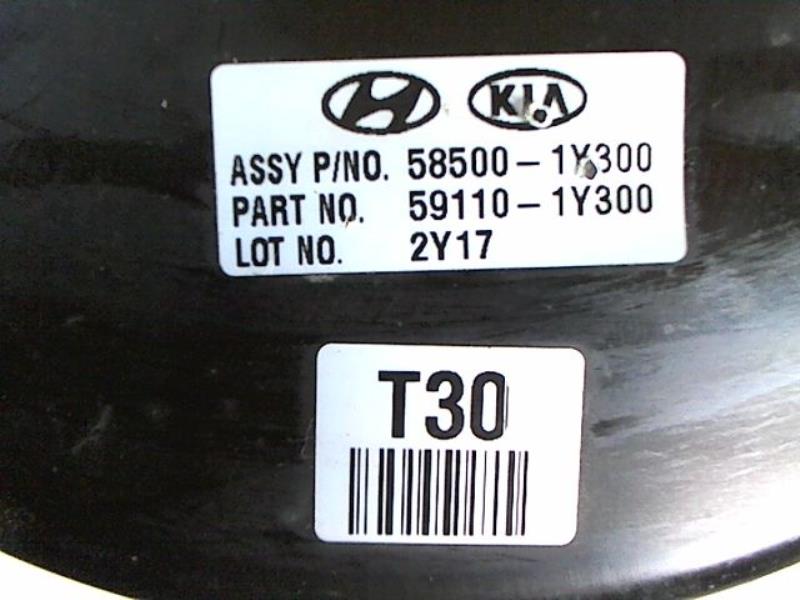 KIA
ASSY P/NO. 58500-1Y300
PART NO. 59110-1Y300
LOT NO. 2Y17
T30